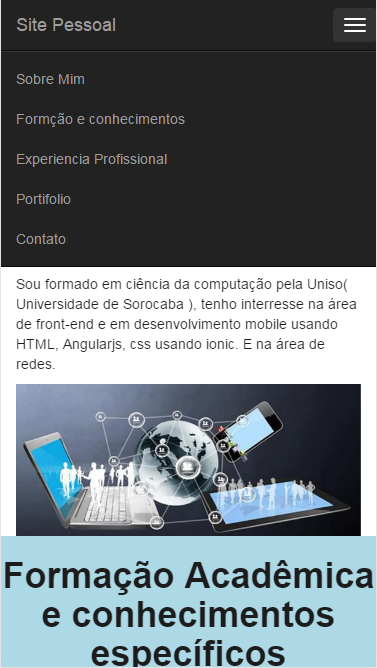 Site Pessoal
Sobre Mim
Formção e conhecimentos
Experiencia Profissional
Portifolio
Contato
Sou formado em ciência da computação pela Uniso(
Universidade de Sorocaba ), tenho interresse na área
de front-end e em desenvolvimento mobile usando
HTML, Angularjs, css usando ionic. E na área de
redes.
Formação Acadêmica
e conhecimentos
específicos